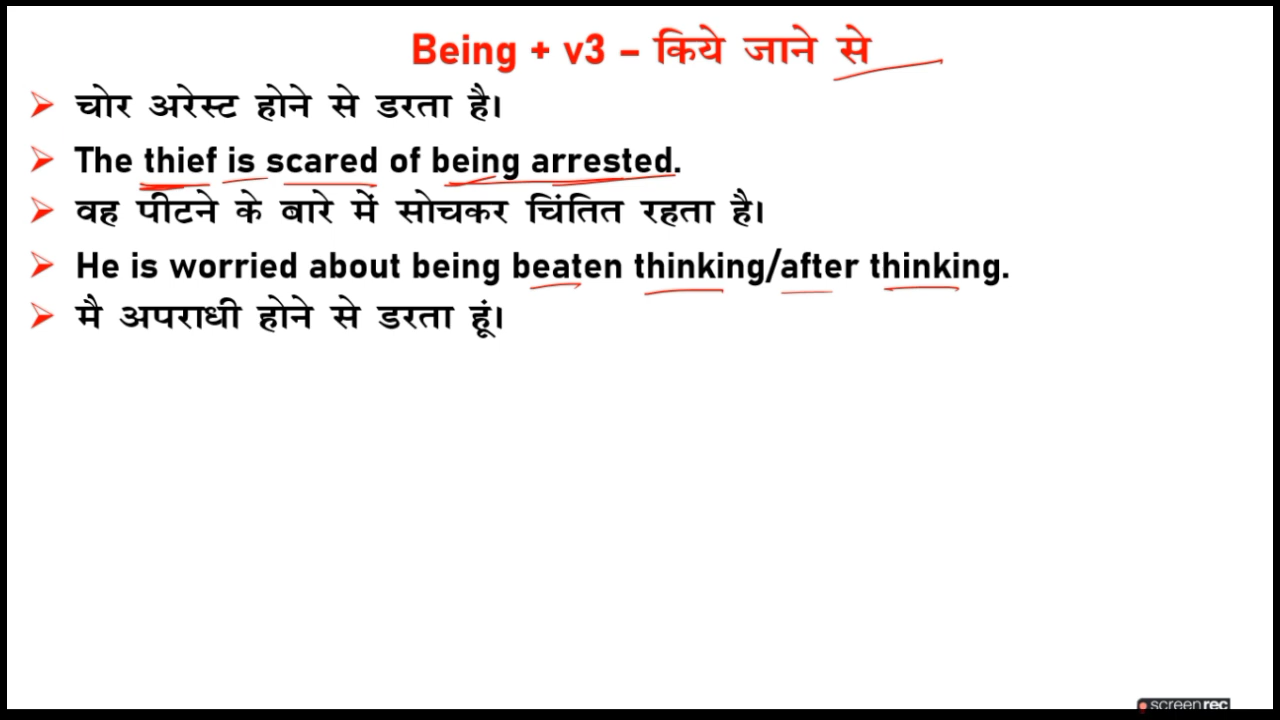 Being + v3 – किये जाने से
➤ चोर अरेस्ट होने से डरता है।
➤ The thief is scared of being arrested.
➤ वह पीटने के बारे में सोचकर चिंतित रहता है।
➤ He is worried about being beaten thinking/after thinking.
➤ मै अपराधी होने से डरता हूं।
screenrec